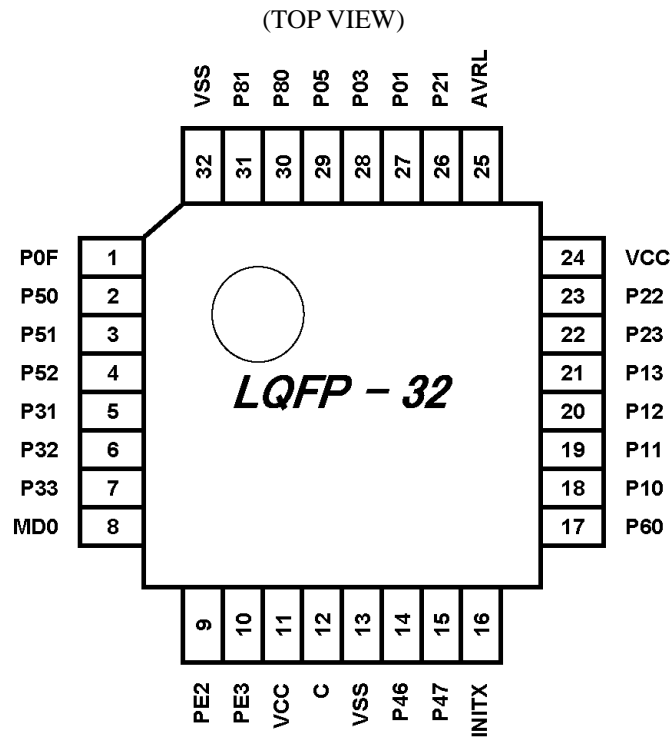 (TOP VIEW)
VSS P81 P80 P05 P03 P01 P21 AVRL
32 31 30 29 28 27 26 25
P0F 1 24 VCC
P50 2 23 P22
P51 3 22 P23
P52 4 21 P13
P31 5 20 P12
P32 6 19 P11
P33 7 18 P10
MD0 8 17 P60
LQFP - 32
9 10 11 12 13 14 15 16
PE2 PE3 VCC C VSS P46 P47 INITX